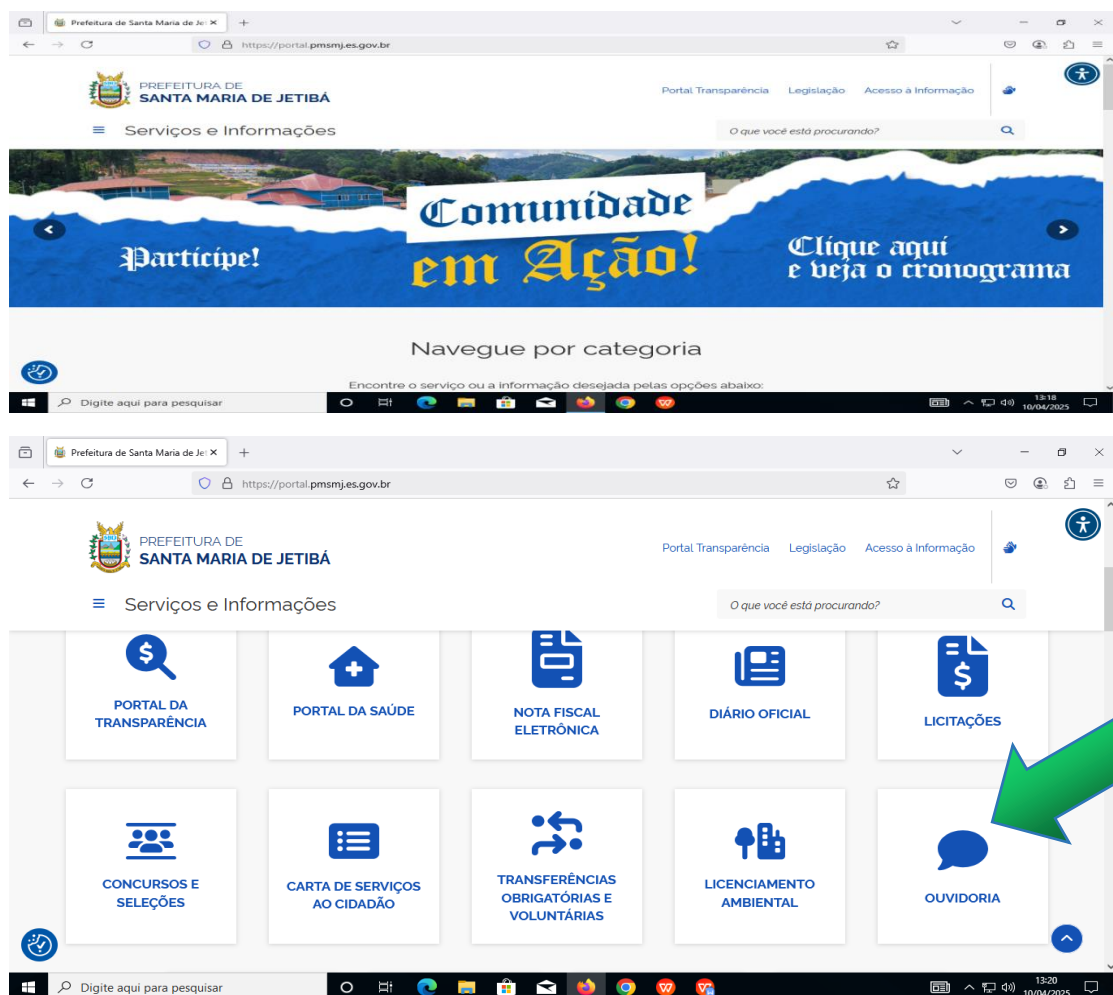 Prefeitura de Santa Maria de Je
https://portal.pmsmj.es.gov.br
PREFEITURA DE
SANTA MARIA DE JETIBÁ
Portal Transparência Legislação Acesso à Informação
Serviços e Informações
O que você está procurando?
Comunidade
em Ação!
Participe!
Clique aqui
e veja o cronograma
Navegue por categoria
Encontre o serviço ou a informação desejada pelas opções abaixo:
Digite aqui para pesquisar
13:18
10/04/2025
Prefeitura de Santa Maria de Je
https://portal.pmsmj.es.gov.br
PREFEITURA DE
SANTA MARIA DE JETIBÁ
Portal Transparência Legislação Acesso à Informação
Serviços e Informações
O que você está procurando?
PORTAL DA
TRANSPARÊNCIA
PORTAL DA SAÚDE
NOTA FISCAL
ELETRÔNICA
DIÁRIO OFICIAL
LICITAÇÕES
CONCURSOS E
SELEÇÕES
CARTA DE SERVIÇOS
AO CIDADÃO
TRANSFERÊNCIAS
OBRIGATÓRIAS E
VOLUNTÁRIAS
LICENCIAMENTO
AMBIENTAL
OUVIDORIA
Digite aqui para pesquisar
13:20
10/04/2025